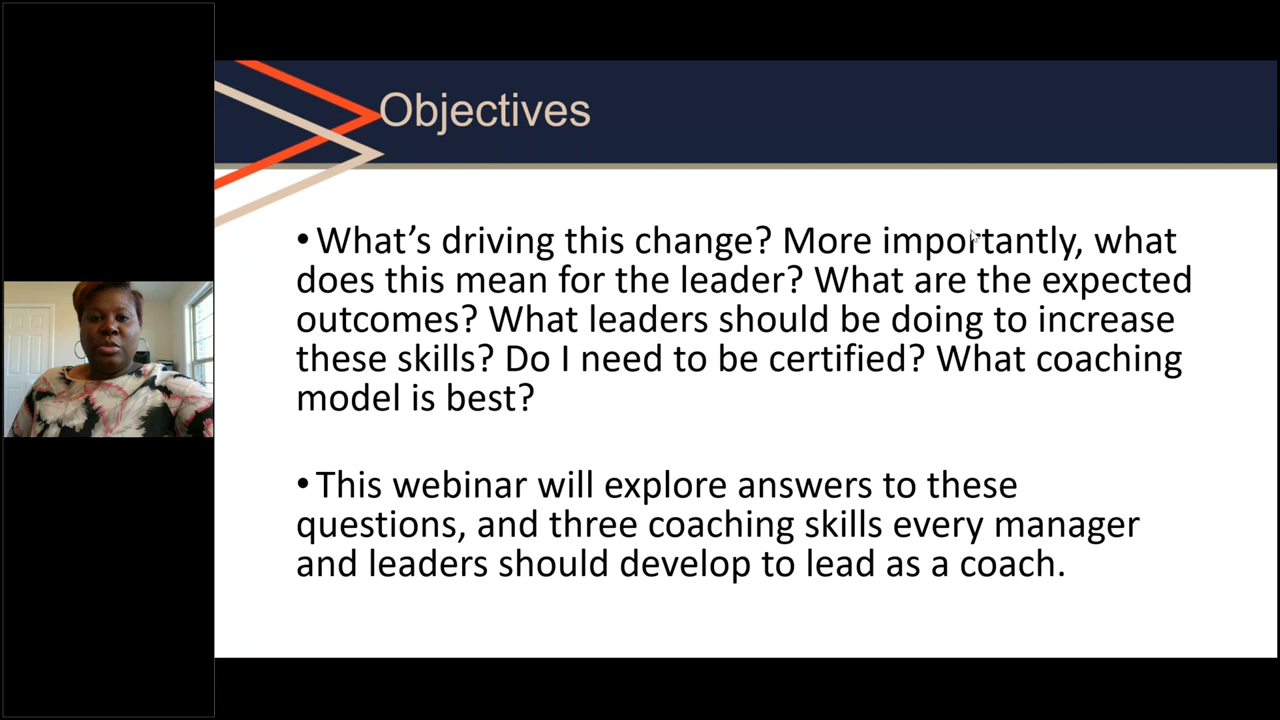 Objectives
•What’s driving this change? More importantly, what
does this mean for the leader? What are the expected
outcomes? What leaders should be doing to increase
these skills? Do I need to be certified? What coaching
model is best?
•This webinar will explore answers to these
questions, and three coaching skills every manager
and leaders should develop to lead as a coach.